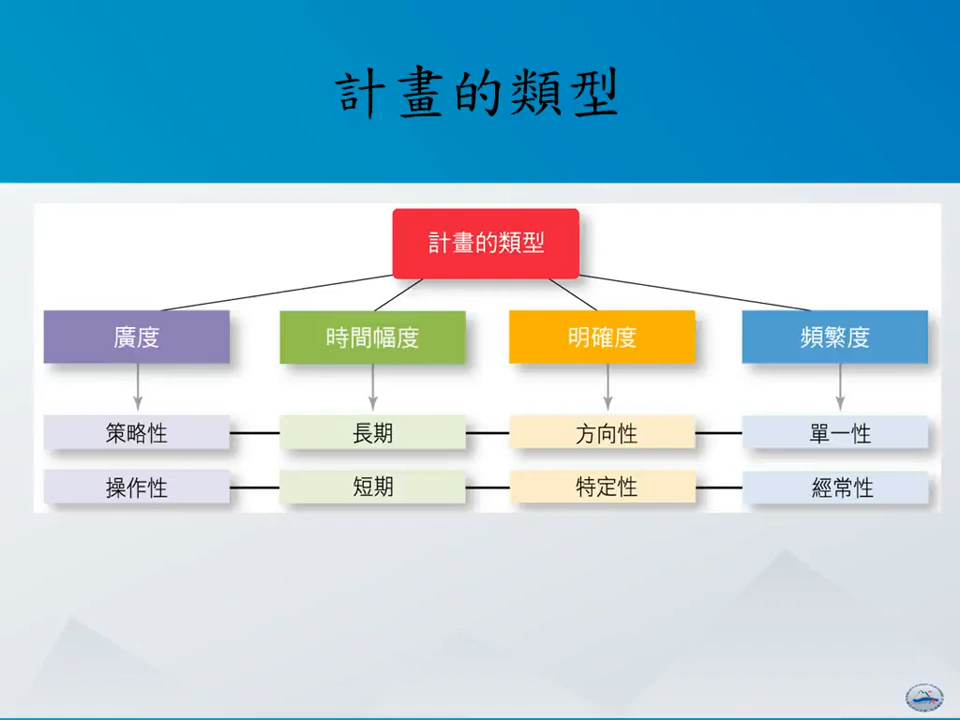 計畫的類型
計畫的類型
廣度
時間幅度
明確度
頻繁度
策略性
長期
方向性
單一性
操作性
短期
特定性
經常性